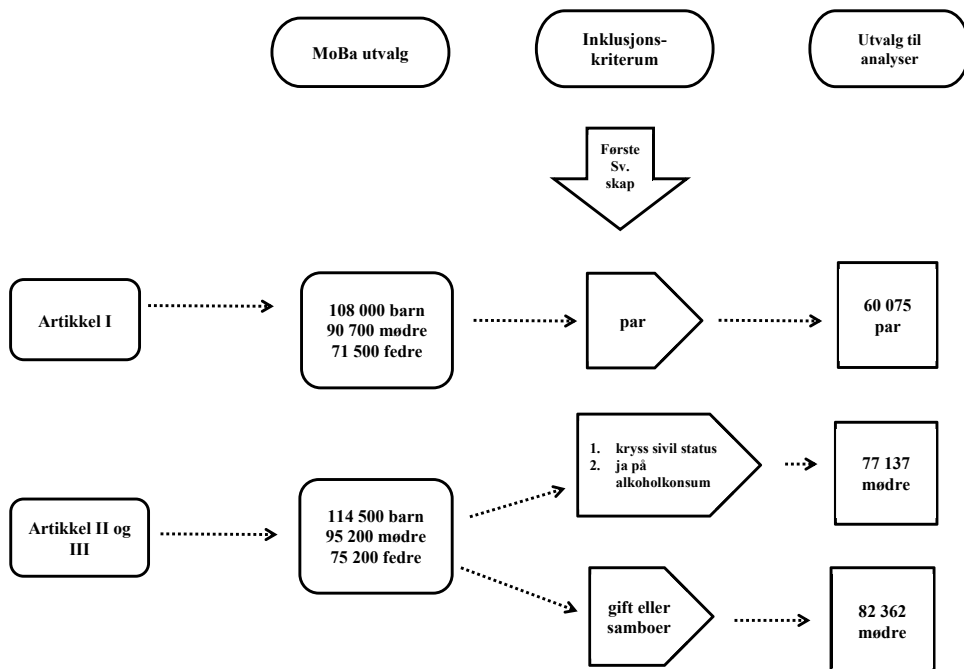 MoBa utvalg
Inklusjons-
kriterum
Utvalg til
analyser
Første
Sv.
skap
Artikkel I
108 000 barn
90 700 mødre
71 500 fedre
par
60 075
par
Artikkel II og
III
114 500 barn
95 200 mødre
75 200 fedre
1. kryss sivil status
2. ja på
alkoholkonsum
77 137
mødre
gift eller
samboer
82 362
mødre